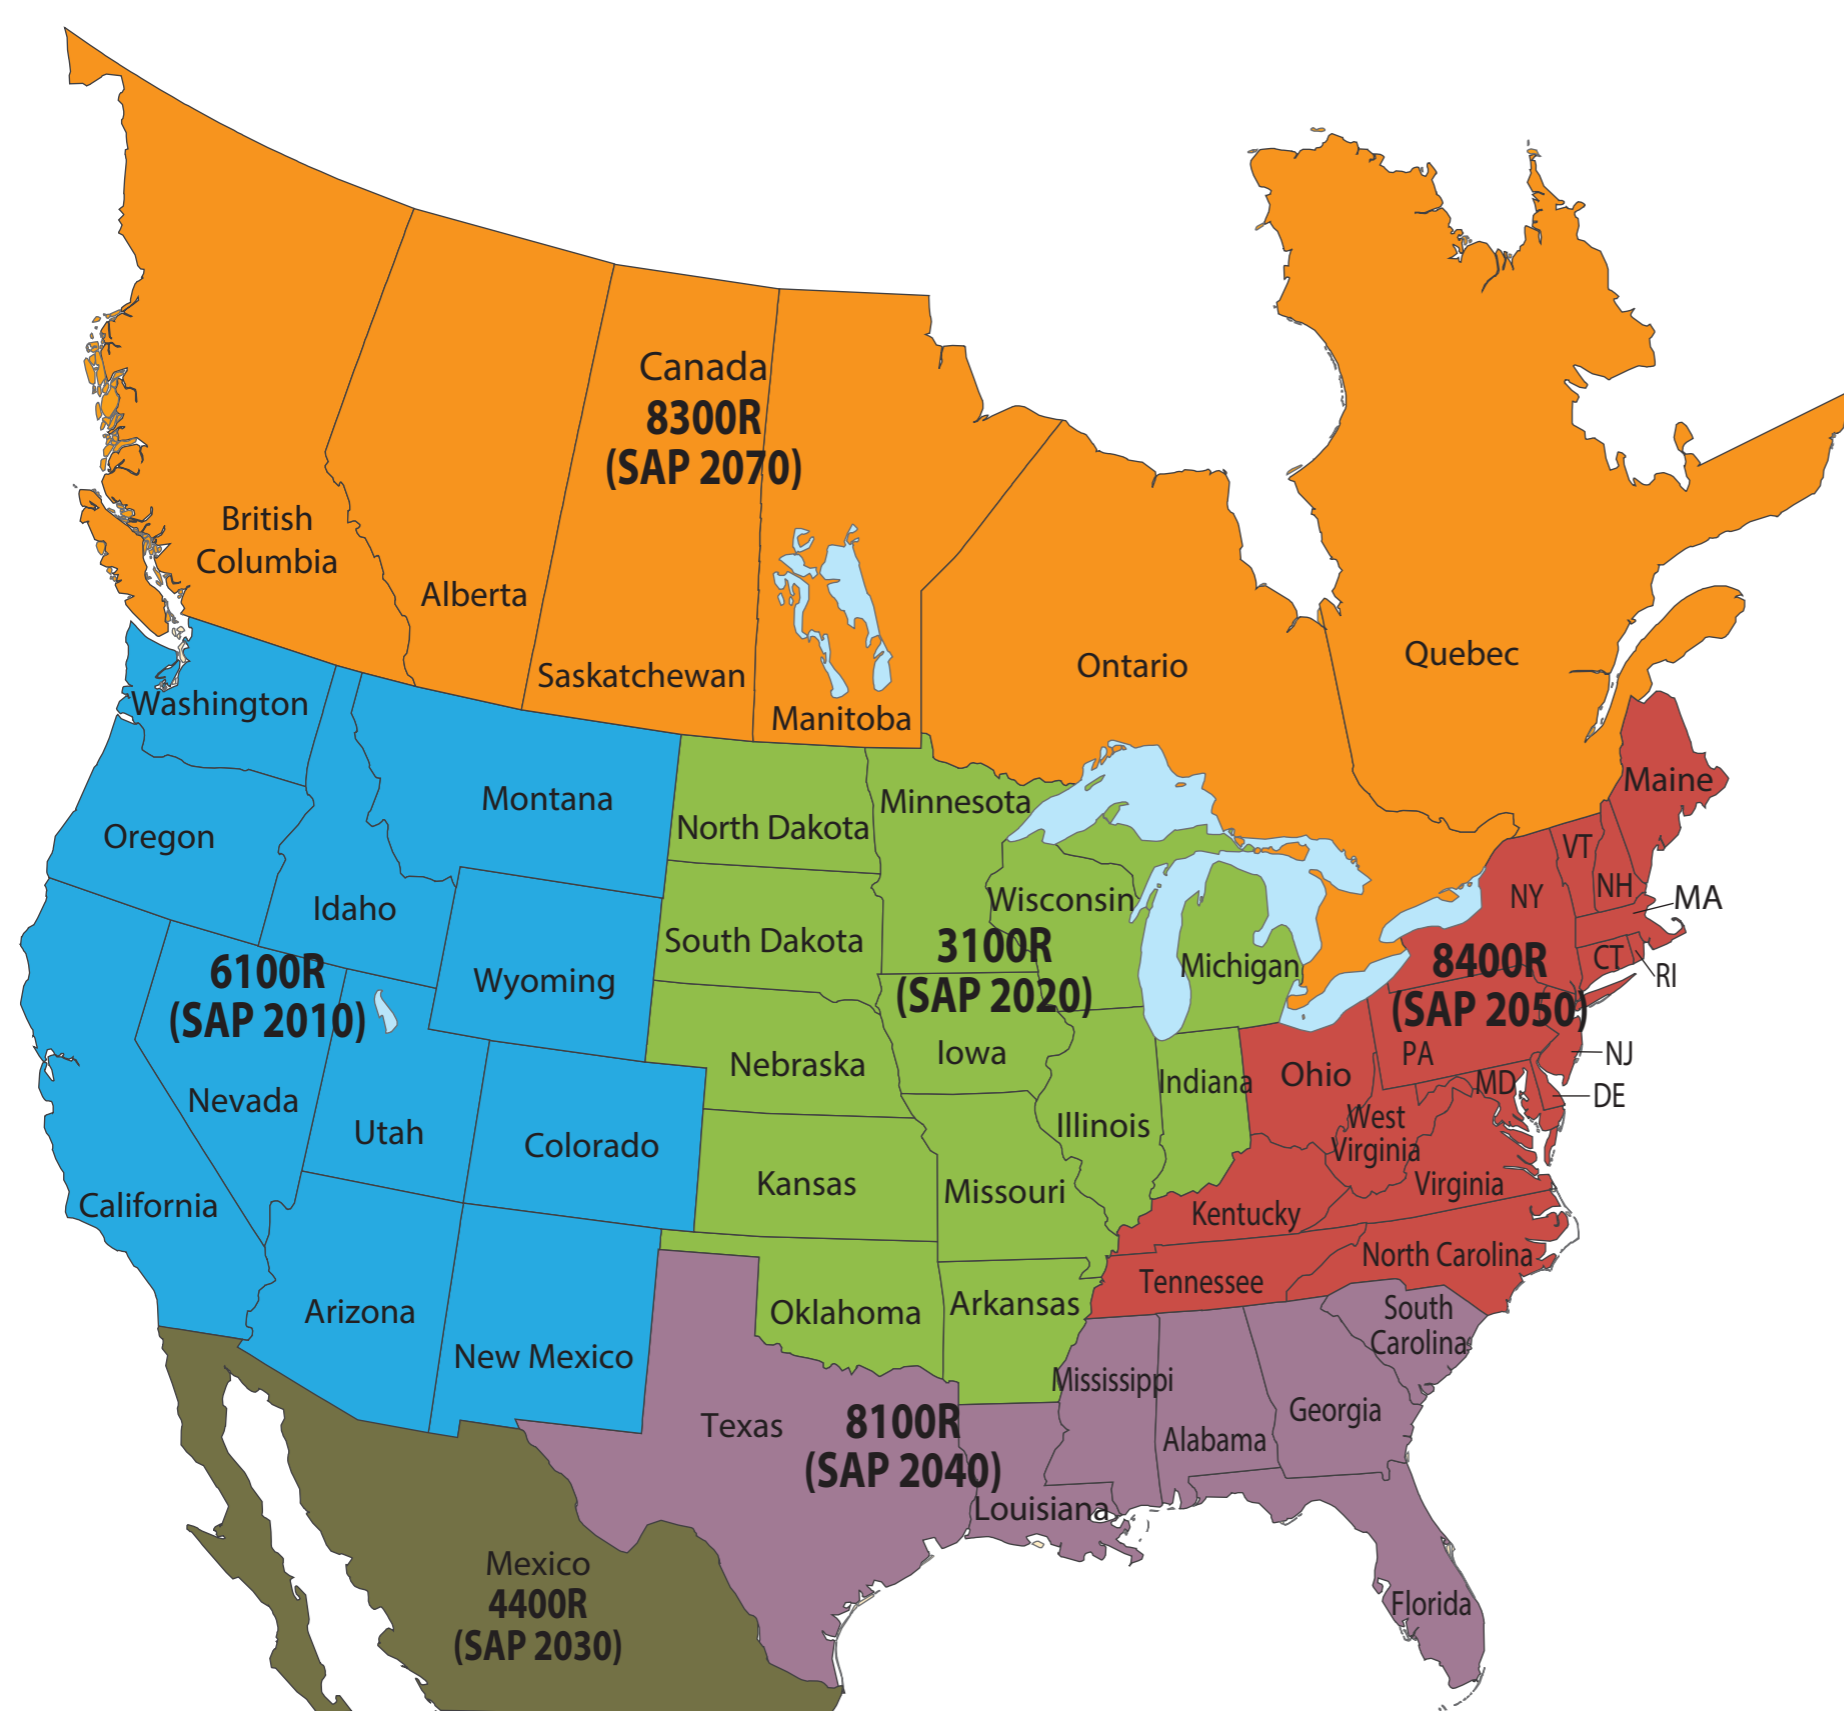 Canada
8300R
(SAP 2070)
British
Columbia
Alberta
Saskatchewan
Manitoba
Ontario
Quebec
Washington
Oregon
Montana
Idaho
Wyoming
6100R
(SAP 2010)
Nevada
Utah
Colorado
California
Arizona
New Mexico
North Dakota
Minnesota
South Dakota
Wisconsin
3100R
(SAP 2020)
Michigan
Nebraska
Iowa
Illinois
Indiana
Kansas
Missouri
Oklahoma
Arkansas
Maine
VT
NH
NY
MA
CT
RI
8400R
(SAP 2050)
PA
NJ
MD
DE
Ohio
West
Virginia
Virginia
Kentucky
North Carolina
Tennessee
South
Carolina
Mississippi
Alabama
Georgia
Texas
8100R
(SAP 2040)
Louisiana
Florida
Mexico
4400R
(SAP 2030)